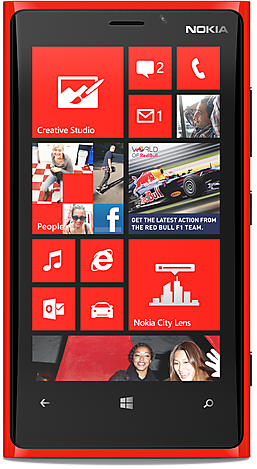 NOKIA
2
Creative Studio
1
WORLD
OF RedBull
People
f
GET THE LATEST ACTION FROM
THE RED BULL F1 TEAM.
Nokia City Lens